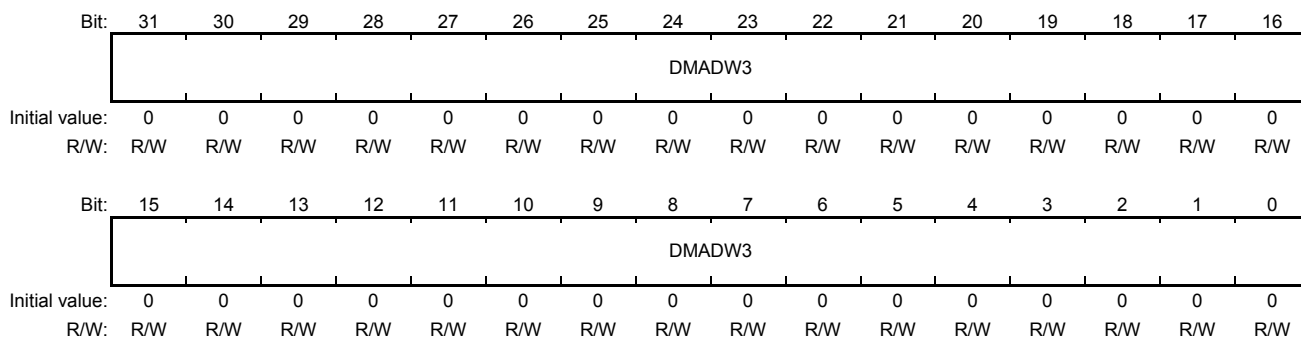 Bit: 31 30 29 28 27 26 25 24 23 22 21 20 19 18 17 16
DMADW3
Initial value: 0 0 0 0 0 0 0 0 0 0 0 0 0 0 0 0
R/W: R/W R/W R/W R/W R/W R/W R/W R/W R/W R/W R/W R/W R/W R/W R/W R/W
Bit: 15 14 13 12 11 10 9 8 7 6 5 4 3 2 1 0
DMADW3
Initial value: 0 0 0 0 0 0 0 0 0 0 0 0 0 0 0 0
R/W: R/W R/W R/W R/W R/W R/W R/W R/W R/W R/W R/W R/W R/W R/W R/W R/W